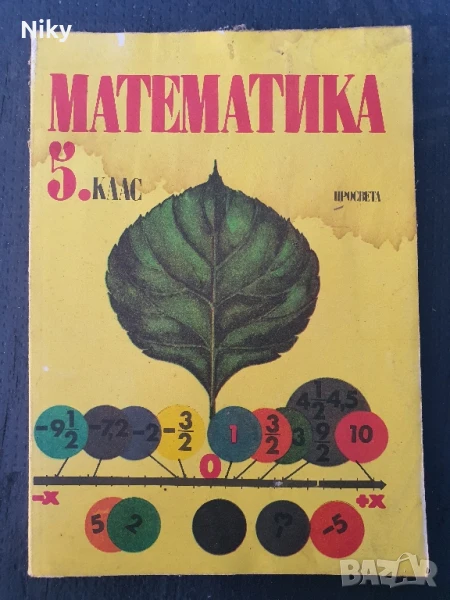 Niky
МАТЕМАТИКА
5. КЛАС
ПРОСВЕТА
4 1/2 4,5
-9 1/2 -7,2 -2 -3/2 1 3/2 3 9/2 10
0
-x +x
5 2 -5
BAZAR